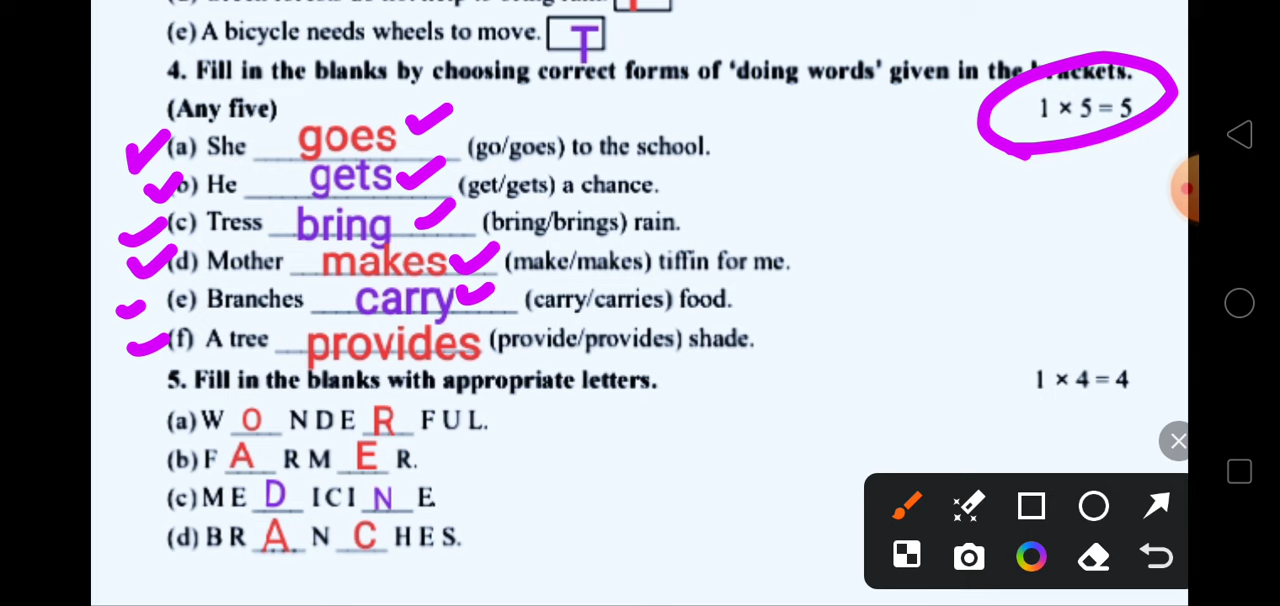 (e) A bicycle needs wheels to move. T
4. Fill in the blanks by choosing correct forms of ‘doing words’ given in the brackets.
(Any five) 1 × 5 = 5
(a) She goes (go/goes) to the school.
b) He gets (get/gets) a chance.
(c) Tress bring (bring/brings) rain.
(d) Mother makes (make/makes) tiffin for me.
(e) Branches carry (carry/carries) food.
(f) A tree provides (provide/provides) shade.
5. Fill in the blanks with appropriate letters. 1 × 4 = 4
(a) W O N D E R F U L.
(b) F A R M E R.
(c) M E D I C I N E
(d) B R A N C H E S.